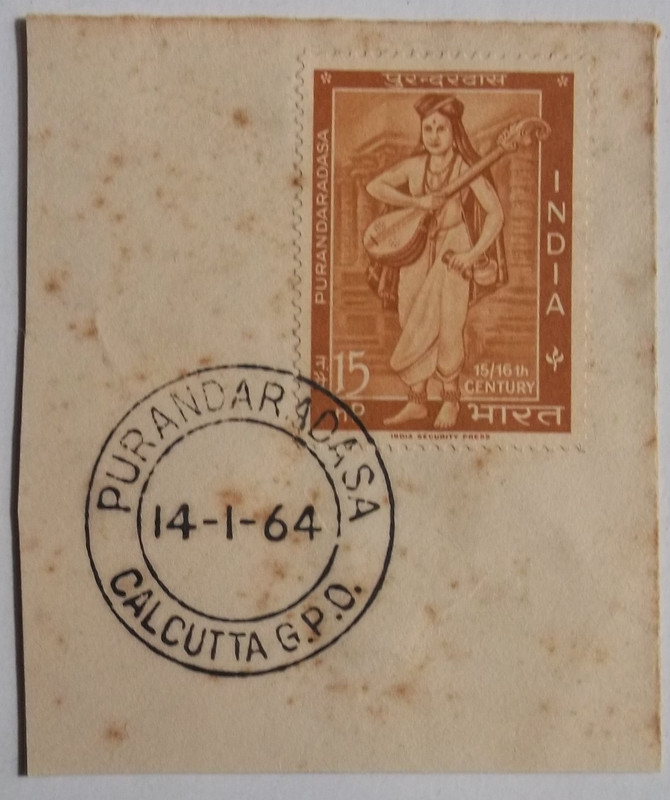 पुरन्दरदास
PURANDARADASA
INDIA
15
15/16th
CENTURY
भारत
INDIA SECURITY PRESS
PURANDARADASA
14-1-64
CALCUTTA G.P.O.